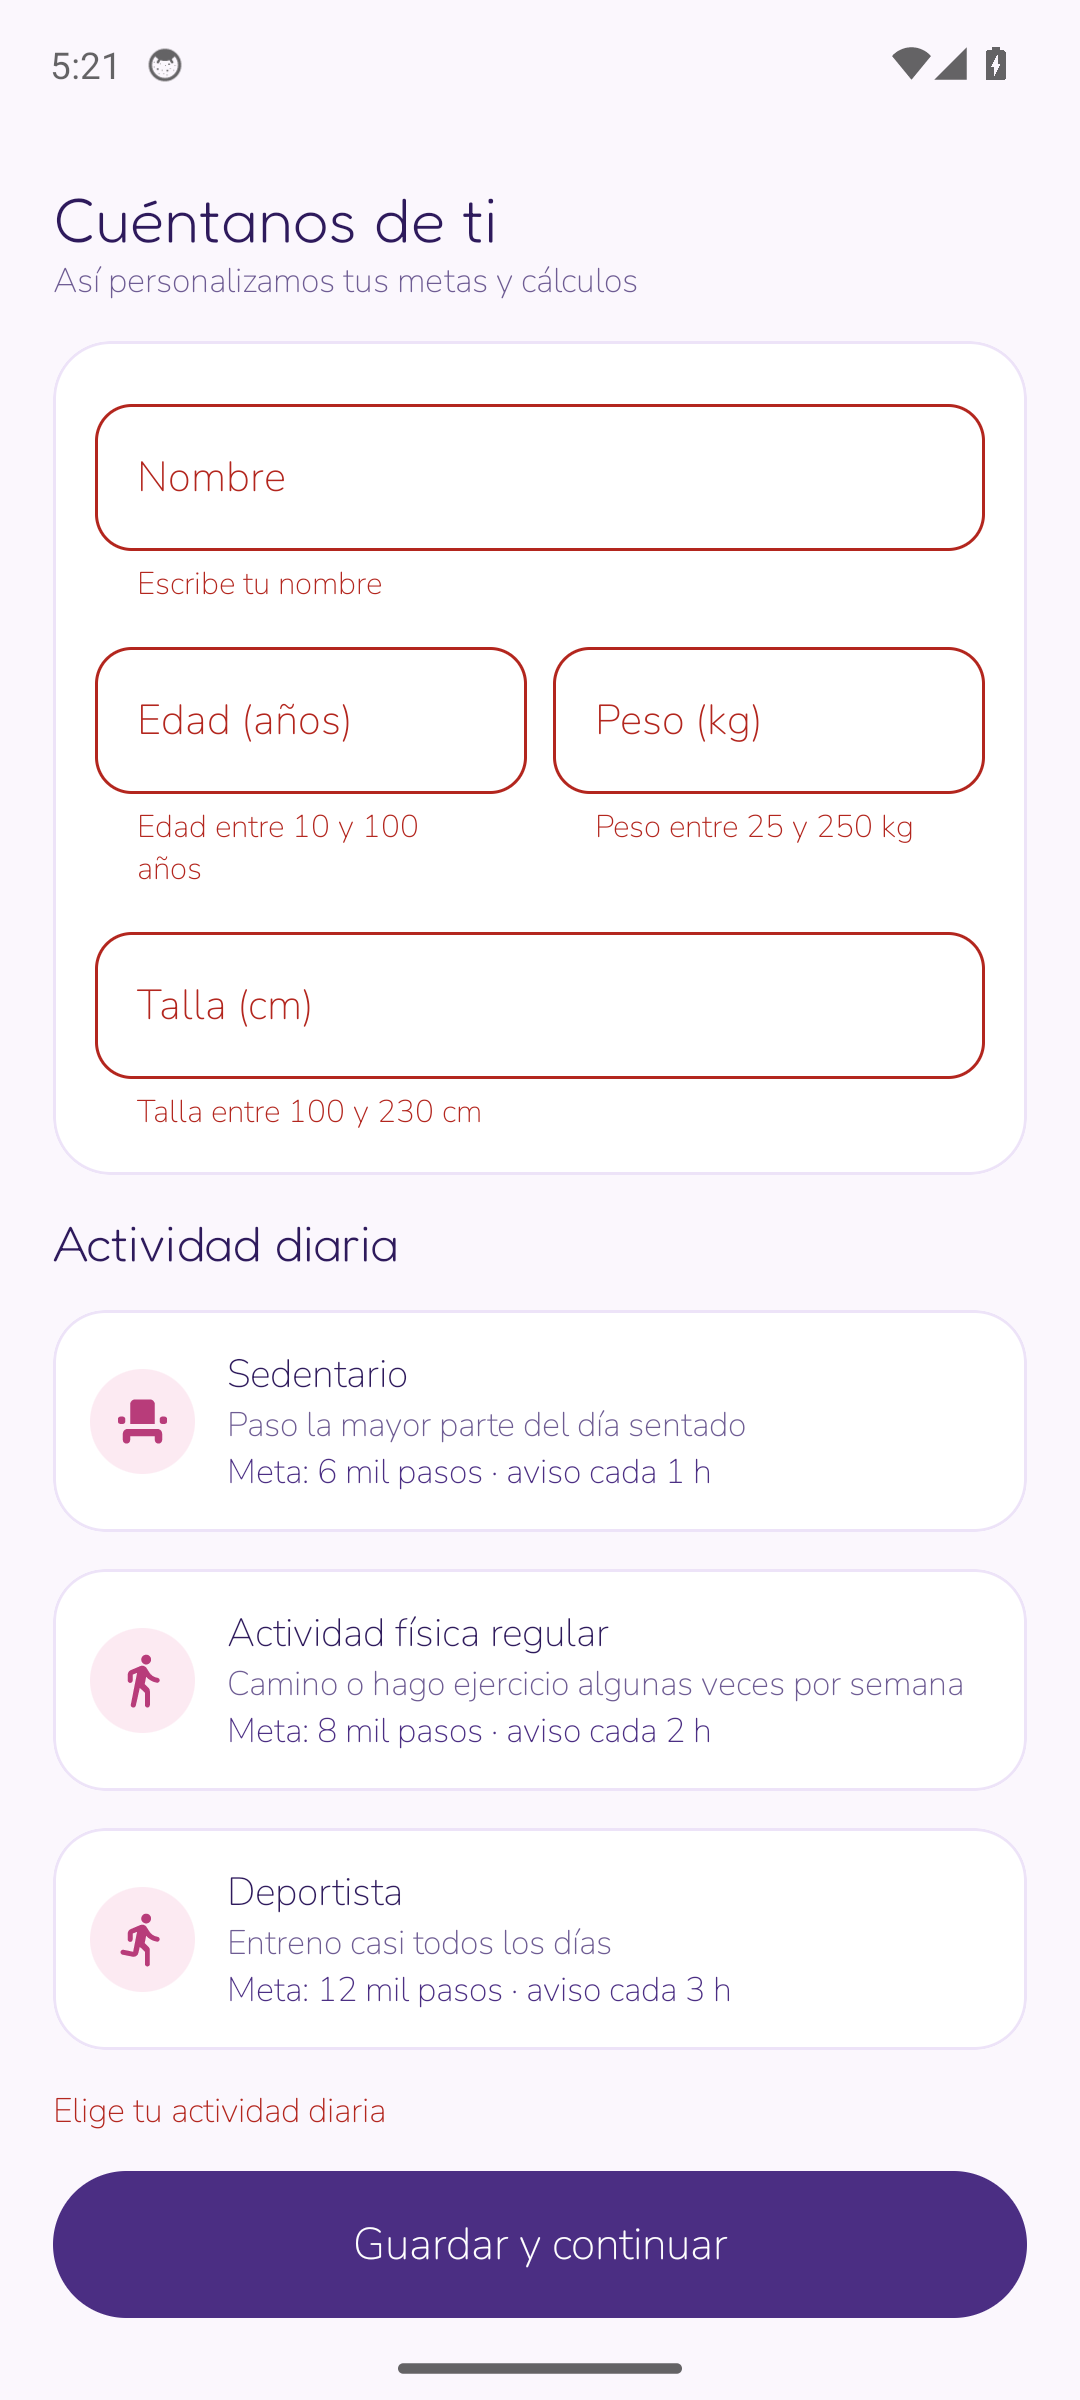 5:21
Cuéntanos de ti
Así personalizamos tus metas y cálculos
Nombre
Escribe tu nombre
Edad (años)
Peso (kg)
Edad entre 10 y 100
años
Peso entre 25 y 250 kg
Talla (cm)
Talla entre 100 y 230 cm
Actividad diaria
Sedentario
Paso la mayor parte del día sentado
Meta: 6 mil pasos · aviso cada 1 h
Actividad física regular
Camino o hago ejercicio algunas veces por semana
Meta: 8 mil pasos · aviso cada 2 h
Deportista
Entreno casi todos los días
Meta: 12 mil pasos · aviso cada 3 h
Elige tu actividad diaria
Guardar y continuar